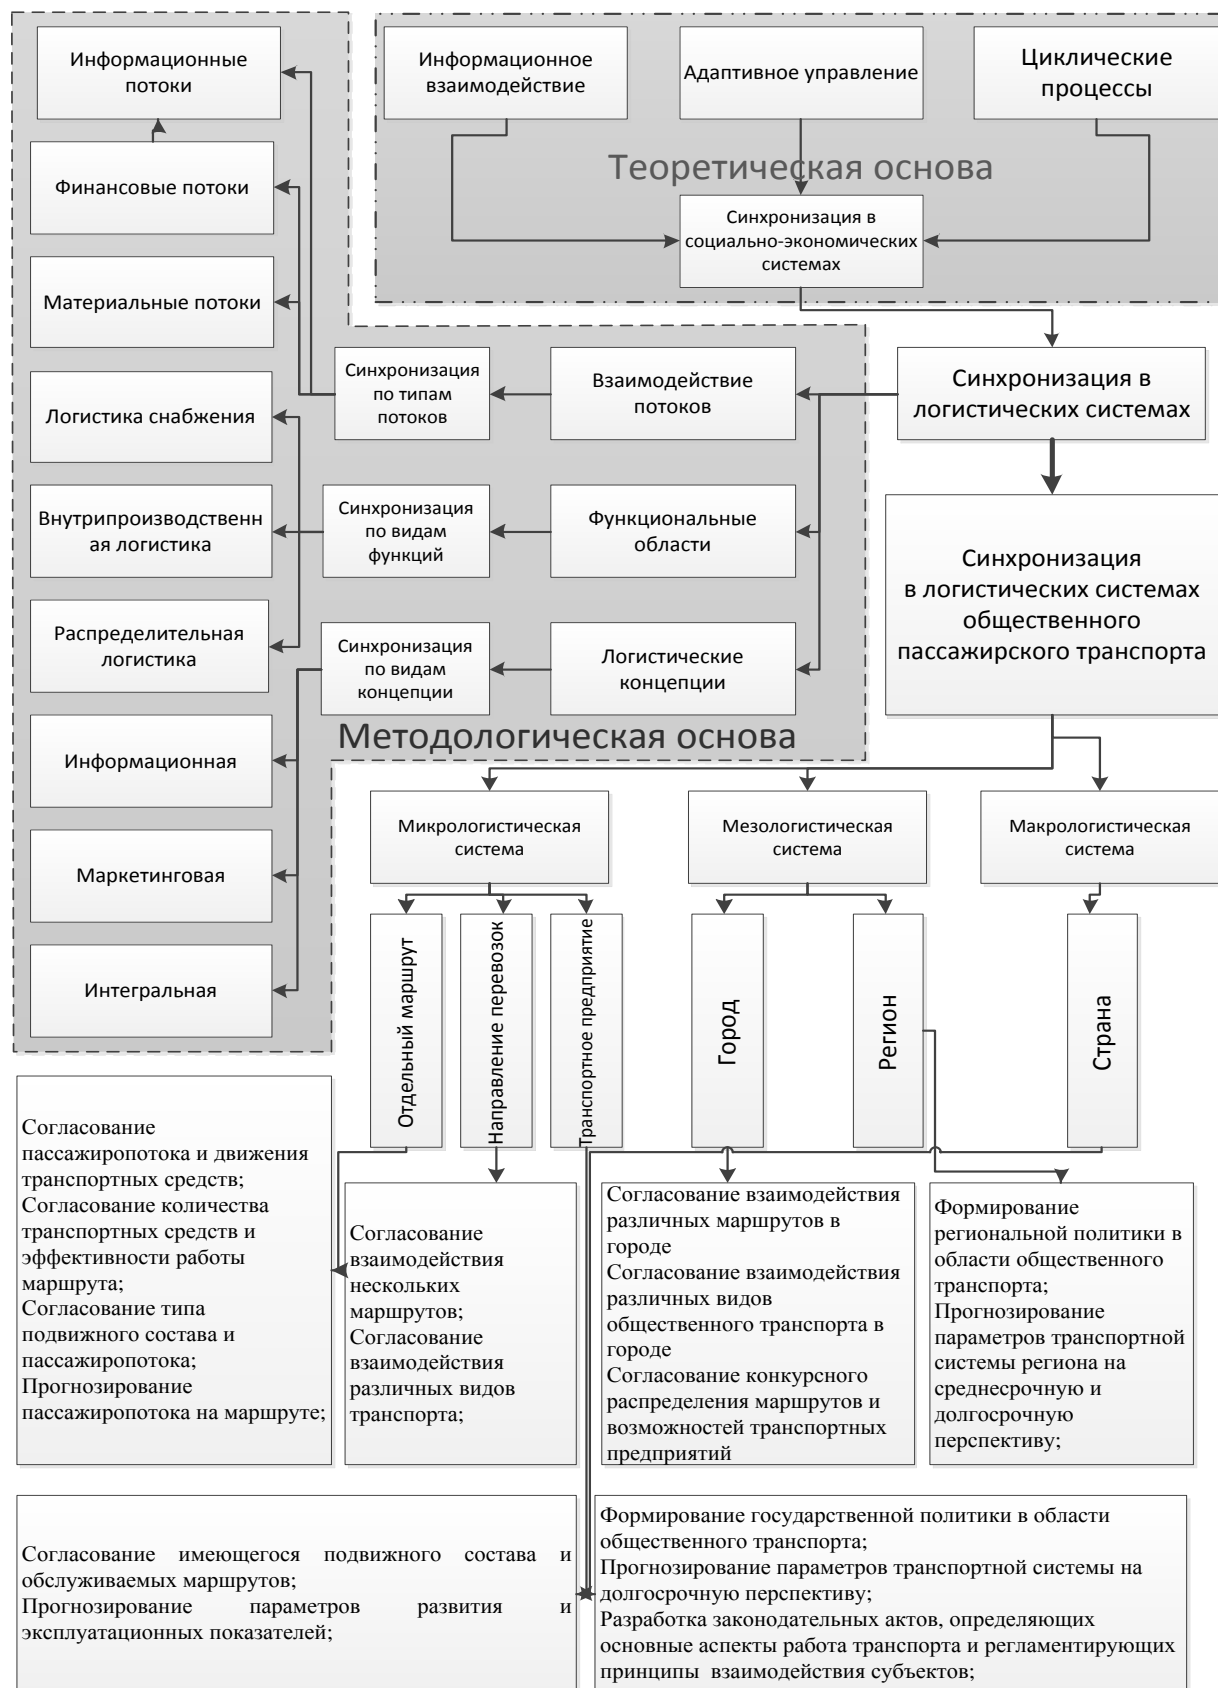 Информационные
потоки
Финансовые потоки
Материальные потоки
Логистика снабжения
Внутрипроизводственн
ая логистика
Распределительная
логистика
Информационная
Маркетинговая
Интегральная
Информационное
взаимодействие
Адаптивное управление
Циклические
процессы
Теоретическая основа
Синхронизация в
социально-экономических
системах
Синхронизация
по типам
потоков
Взаимодействие
потоков
Синхронизация в
логистических системах
Синхронизация
по видам
функций
Функциональные
области
Синхронизация
в логистических системах
общественного
пассажирского транспорта
Синхронизация
по видам
концепции
Логистические
концепции
Методологическая основа
Микрологистическая
система
Мезологистическая
система
Макрологистическая
система
Отдельный маршрут
Направление перевозок
Транспортное предприятие
Город
Регион
Страна
Согласование
пассажиропотока и движения
транспортных средств;
Согласование количества
транспортных средств и
эффективности работы
маршрута;
Согласование типа
подвижного состава и
пассажиропотока;
Прогнозирование
пассажиропотока на маршруте;
Согласование
взаимодействия
нескольких
маршрутов;
Согласование
взаимодействия
различных видов
транспорта;
Согласование взаимодействия
различных маршрутов в
городе
Согласование взаимодействия
различных видов
общественного транспорта в
городе
Согласование конкурсного
распределения маршрутов и
возможностей транспортных
предприятий
Формирование
региональной политики в
области общественного
транспорта;
Прогнозирование
параметров транспортной
системы региона на
среднесрочную и
долгосрочную
перспективу;
Согласование имеющегося подвижного состава и
обслуживаемых маршрутов;
Прогнозирование параметров развития и
эксплуатационных показателей;
Формирование государственной политики в области
общественного транспорта;
Прогнозирование параметров транспортной системы на
долгосрочную перспективу;
Разработка законодательных актов, определяющих
основные аспекты работа транспорта и регламентирующих
принципы взаимодействия субъектов;